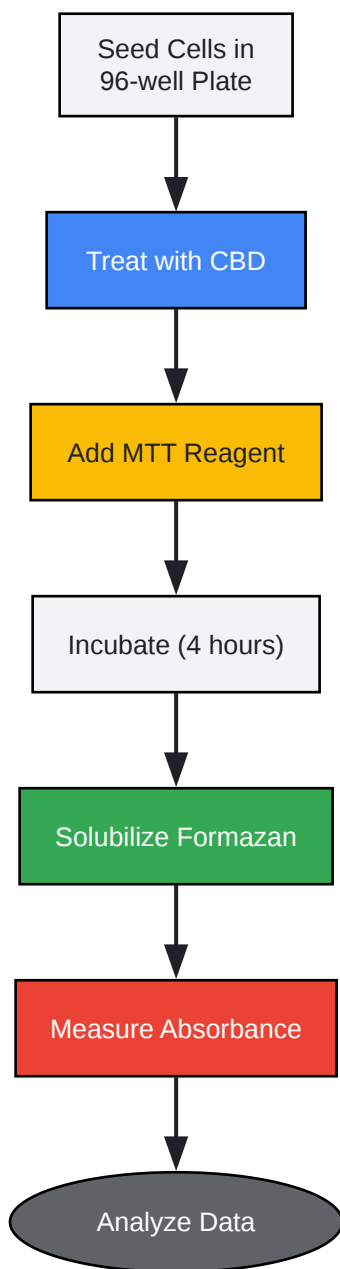 Seed Cells in
96-well Plate
Treat with CBD
Add MTT Reagent
Incubate (4 hours)
Solubilize Formazan
Measure Absorbance
Analyze Data